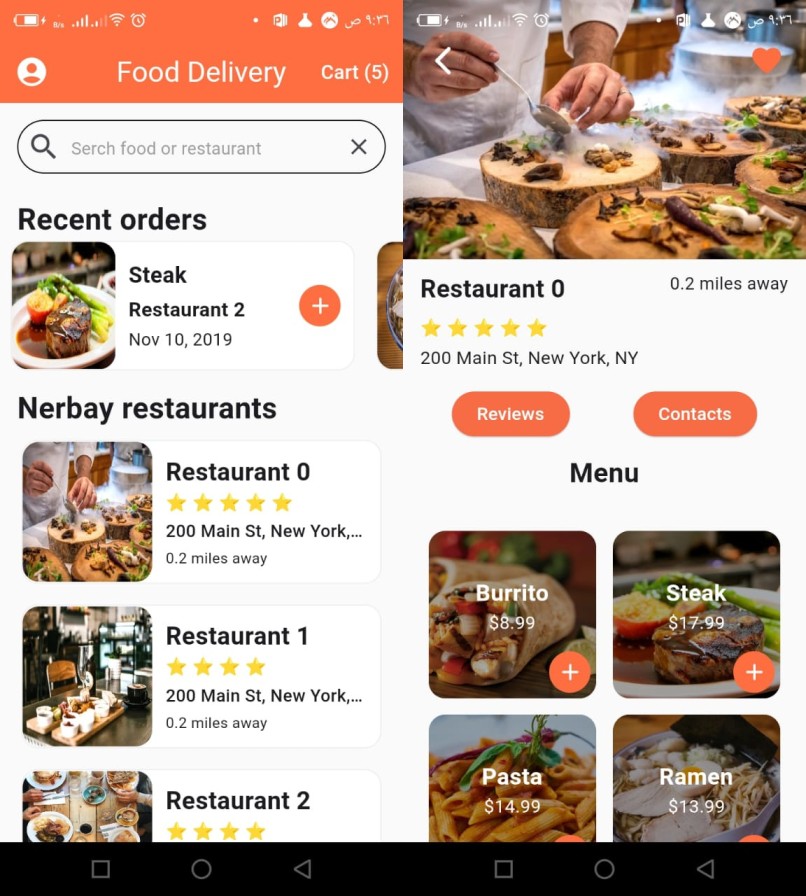 B/s
ص ٩:٣٦
Food Delivery
Cart (5)
Serch food or restaurant
Recent orders
Steak
Restaurant 2
Nov 10, 2019
Nerbay restaurants
Restaurant 0
200 Main St, New York,...
0.2 miles away
Restaurant 1
200 Main St, New York,...
0.2 miles away
Restaurant 2
B/s
ص ٩:٣٦
Restaurant 0
0.2 miles away
200 Main St, New York, NY
Reviews
Contacts
Menu
Burrito
$8.99
Steak
$17.99
Pasta
$14.99
Ramen
$13.99